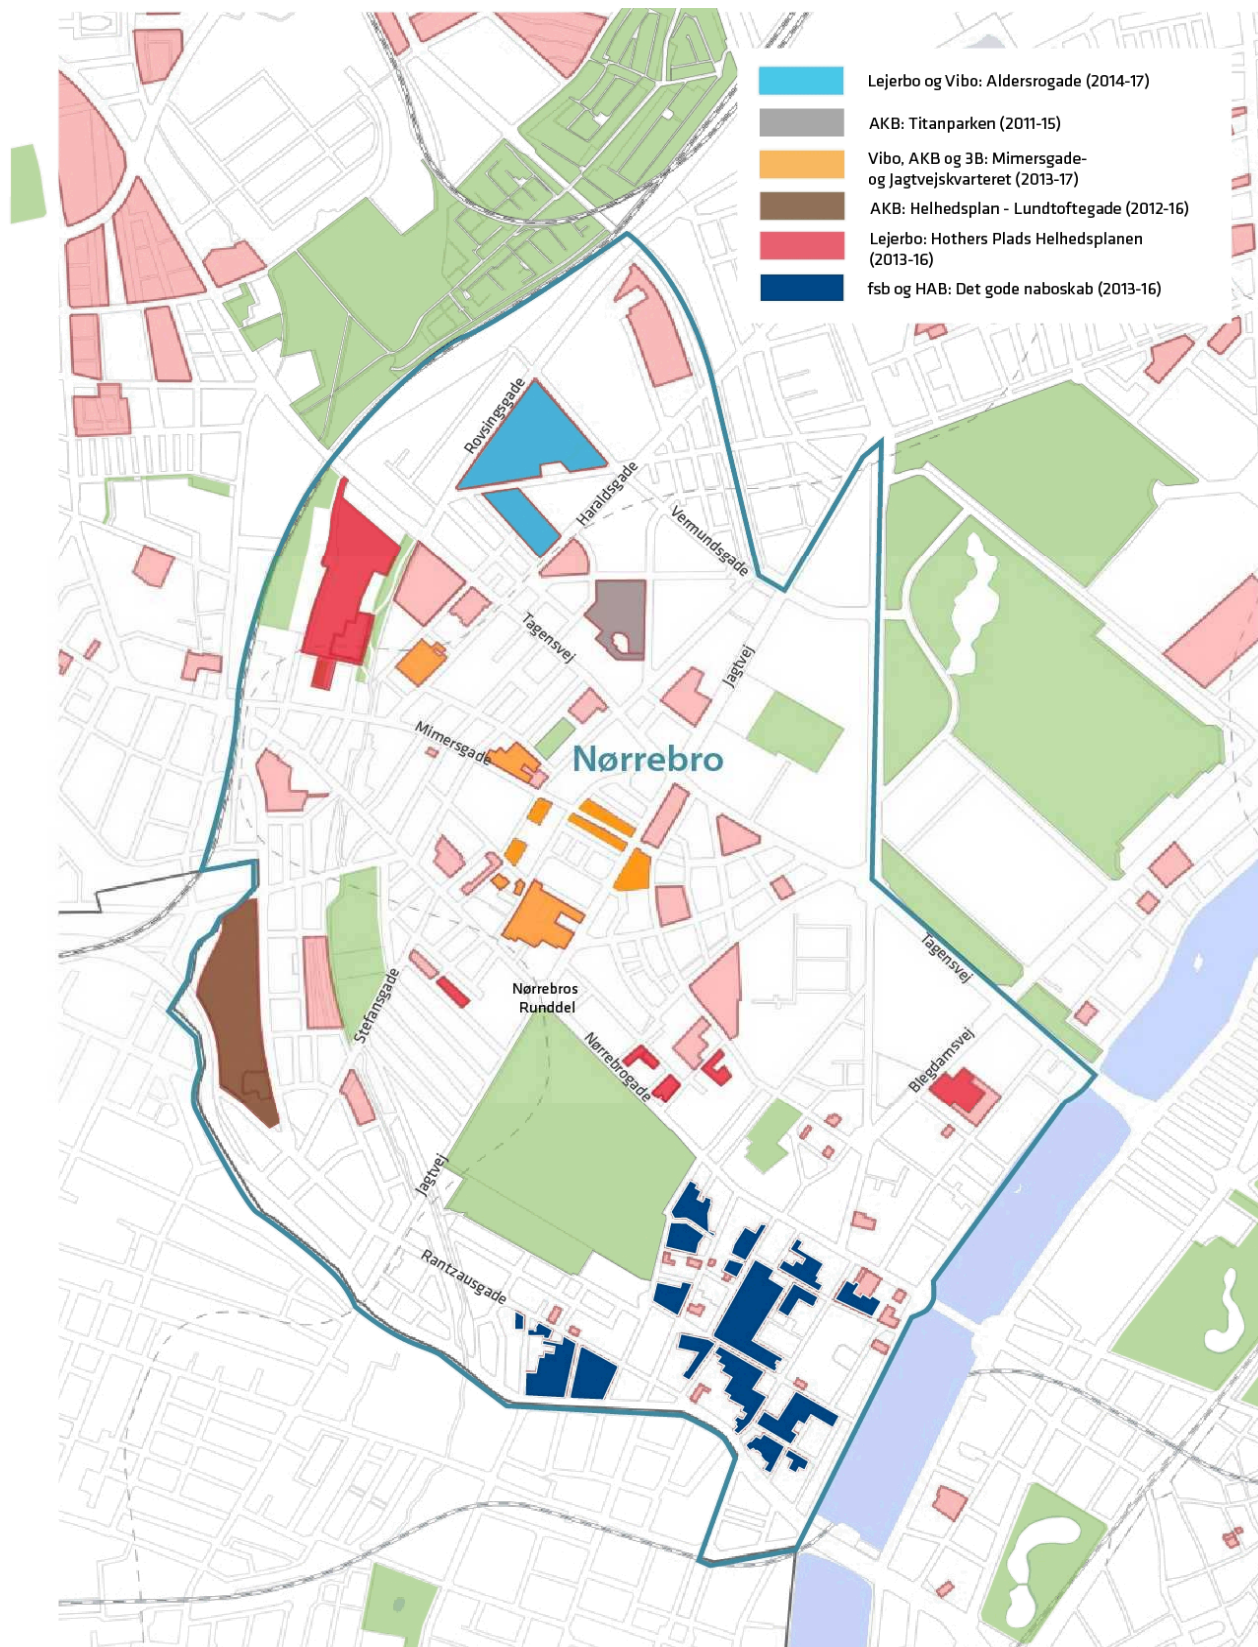 Lejerbo og Vibo: Aldersrogade (2014-17)
AKB: Titanparken (2011-15)
Vibo, AKB og 3B: Mimersgade-
og Jagtvejskvarteret (2013-17)
AKB: Helhedsplan - Lundtoftegade (2012-16)
Lejerbo: Hothers Plads Helhedsplanen
(2013-16)
fsb og HAB: Det gode naboskab (2013-16)
Rovsingsgade
Haraldsgade
Vermundsgade
Tagensvej
Jagtvej
Mimersgade
Nørrebro
Tagensvej
Stefansgade
Nørrebros
Runddel
Nørrebrogade
Blegdamsvej
Jagtvej
Rantzausgade